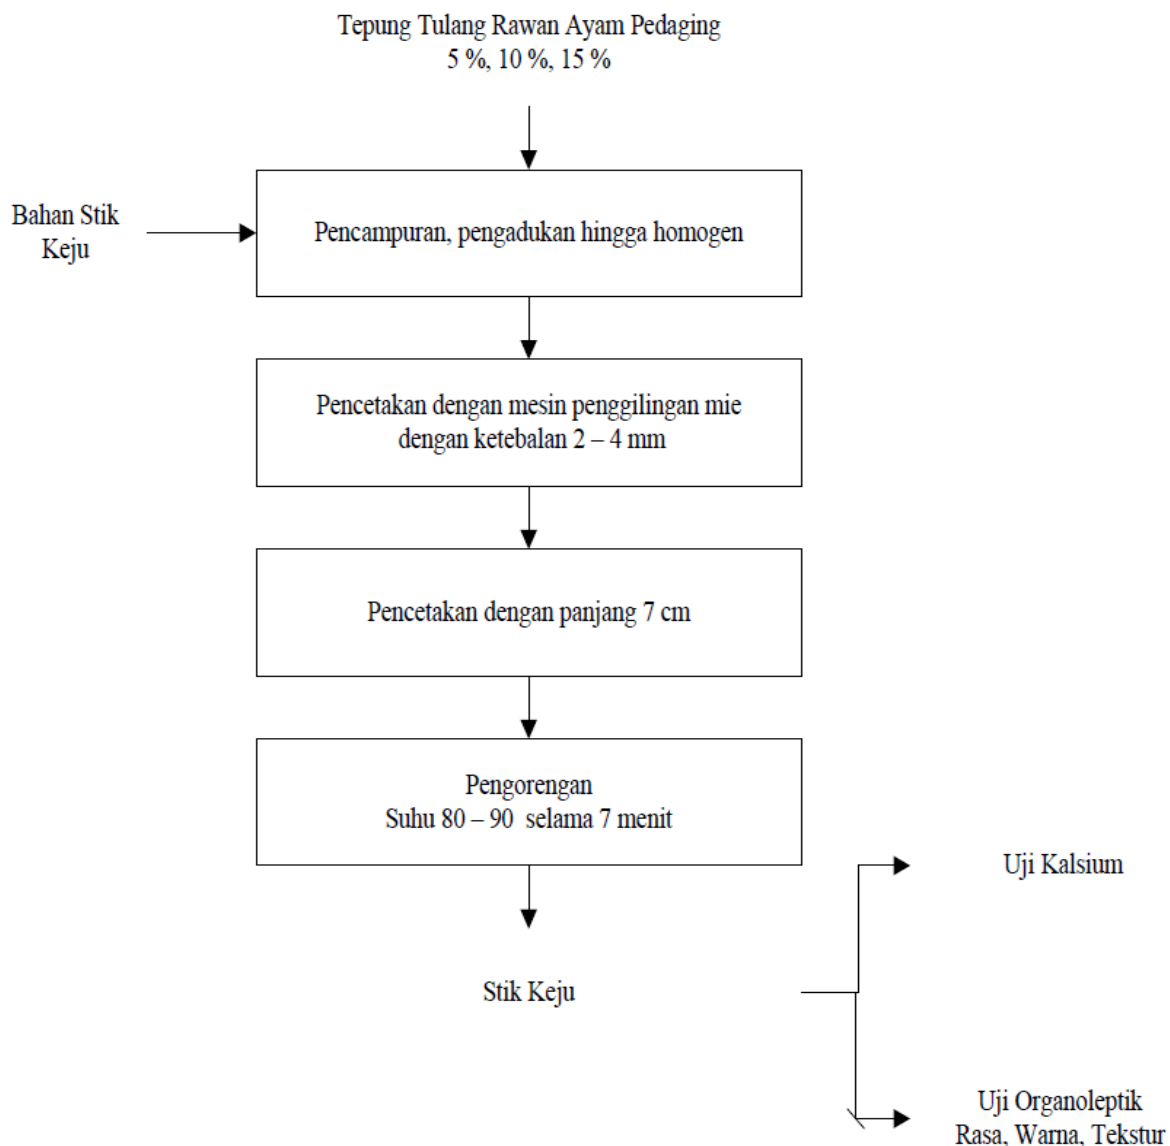 Tepung Tulang Rawan Ayam Pedaging
5 %, 10 %, 15 %
Bahan Stik
Keju
Pencampuran, pengadukan hingga homogen
Pencetakan dengan mesin penggilingan mie
dengan ketebalan 2 – 4 mm
Pencetakan dengan panjang 7 cm
Pengorengan
Suhu 80 – 90 selama 7 menit
Uji Kalsium
Stik Keju
Uji Organoleptik
Rasa, Warna, Tekstur